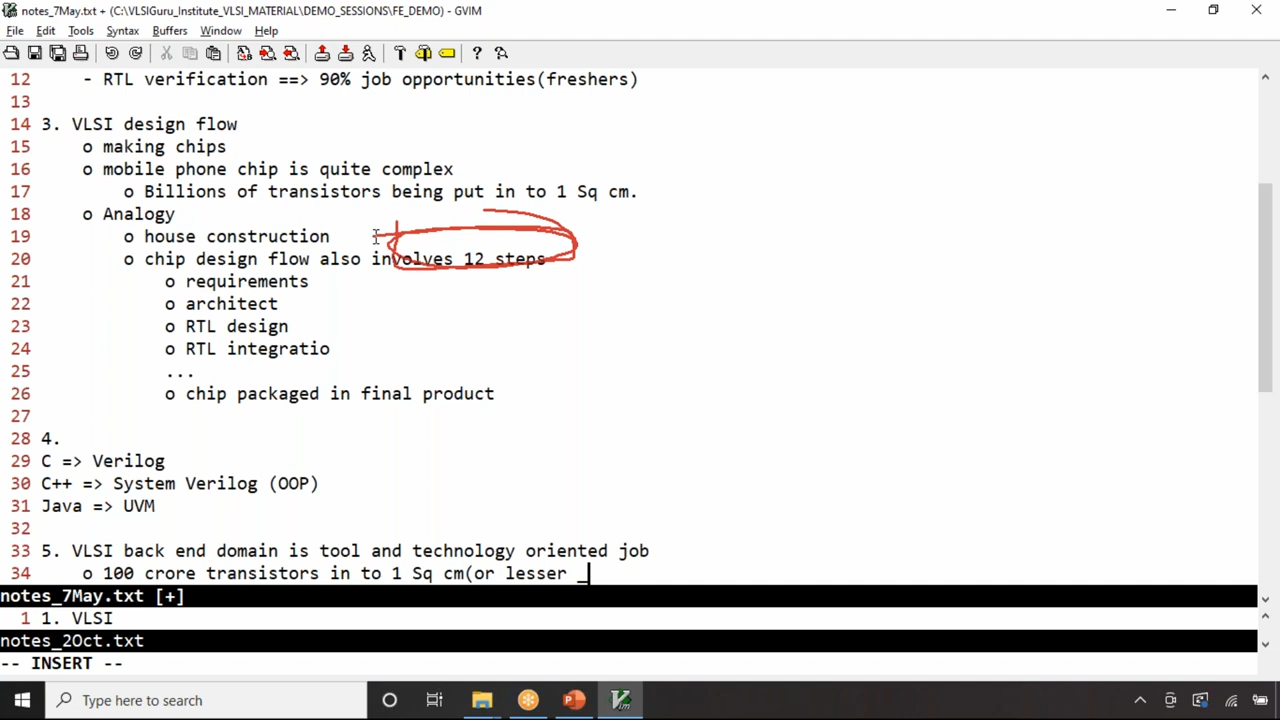 notes_7May.txt + (C:\VLSIGuru_Institute_VLSI_MATERIAL\DEMO_SESSIONS\FE_DEMO) - GVIM
File Edit Tools Syntax Buffers Window Help
12 - RTL verification ==> 90% job opportunities(freshers)
13
14 3. VLSI design flow
15 o making chips
16 o mobile phone chip is quite complex
17 o Billions of transistors being put in to 1 Sq cm.
18 o Analogy
19 o house construction
20 o chip design flow also involves 12 steps
21 o requirements
22 o architect
23 o RTL design
24 o RTL integratio
25 ...
26 o chip packaged in final product
27
28 4.
29 C => Verilog
30 C++ => System Verilog (OOP)
31 Java => UVM
32
33 5. VLSI back end domain is tool and technology oriented job
34 o 100 crore transistors in to 1 Sq cm(or lesser _
notes_7May.txt [+]
1 1. VLSI
notes_2Oct.txt
-- INSERT --
Type here to search